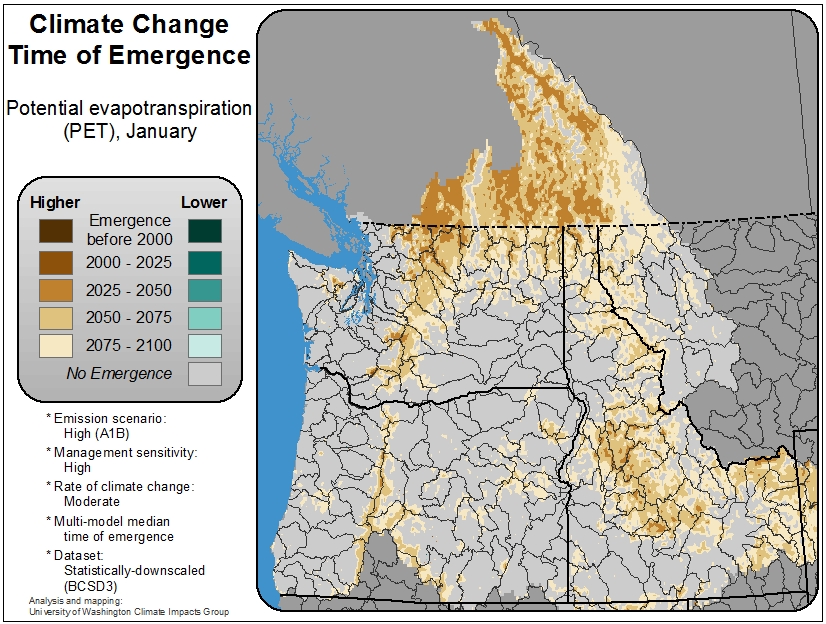 Climate Change
Time of Emergence
Potential evapotranspiration
(PET), January
Higher Lower
Emergence
before 2000
2000 - 2025
2025 - 2050
2050 - 2075
2075 - 2100
No Emergence
* Emission scenario:
High (A1B)
* Management sensitivity:
High
* Rate of climate change:
Moderate
* Multi-model median
time of emergence
* Dataset:
Statistically-downscaled
(BCSD3)
Analysis and mapping:
University of Washington Climate Impacts Group